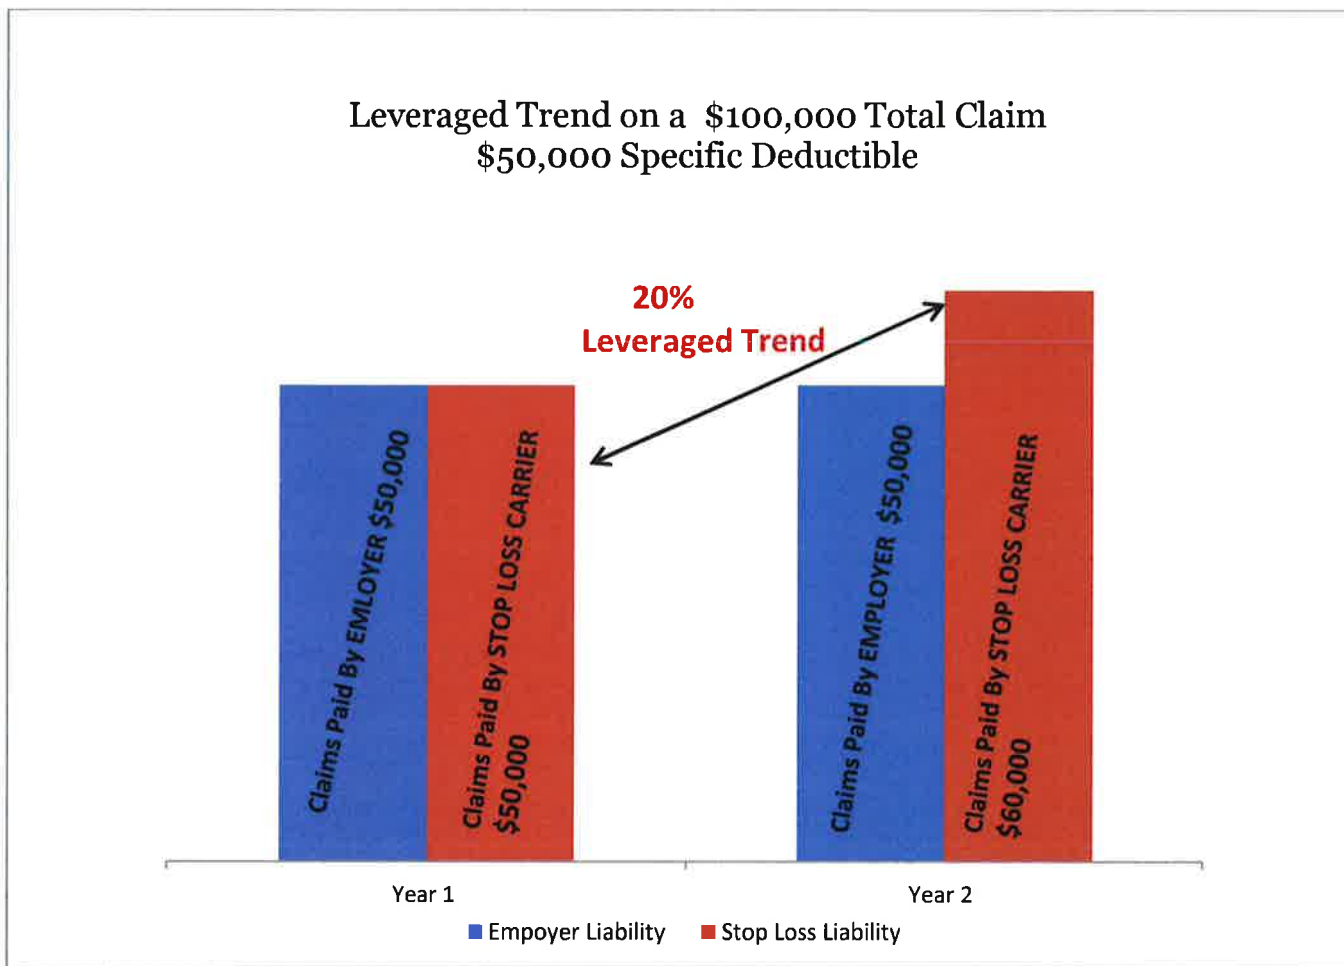 Leveraged Trend on a $100,000 Total Claim
$50,000 Specific Deductible
20%
Leveraged Trend
Claims Paid By EMLOYER $50,000
Claims Paid By STOP LOSS CARRIER
$50,000
Claims Paid By EMPLOYER $50,000
Claims Paid By STOP LOSS CARRIER
$60,000
Year 1
Year 2
Empoyer Liability
Stop Loss Liability